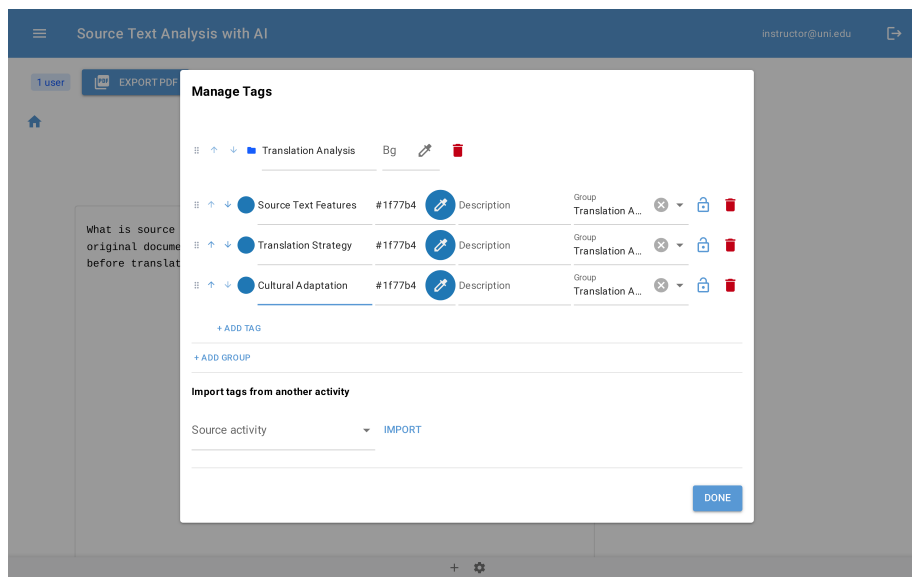 Source Text Analysis with AI
instructor@uni.edu
1 user
PDF
EXPORT PDF
Manage Tags
Translation Analysis
Bg
Source Text Features
#1f77b4
Description
Group
Translation A...
Translation Strategy
#1f77b4
Description
Group
Translation A...
Cultural Adaptation
#1f77b4
Description
Group
Translation A...
+ ADD TAG
+ ADD GROUP
Import tags from another activity
Source activity
IMPORT
DONE
What is source
original docume
before translat